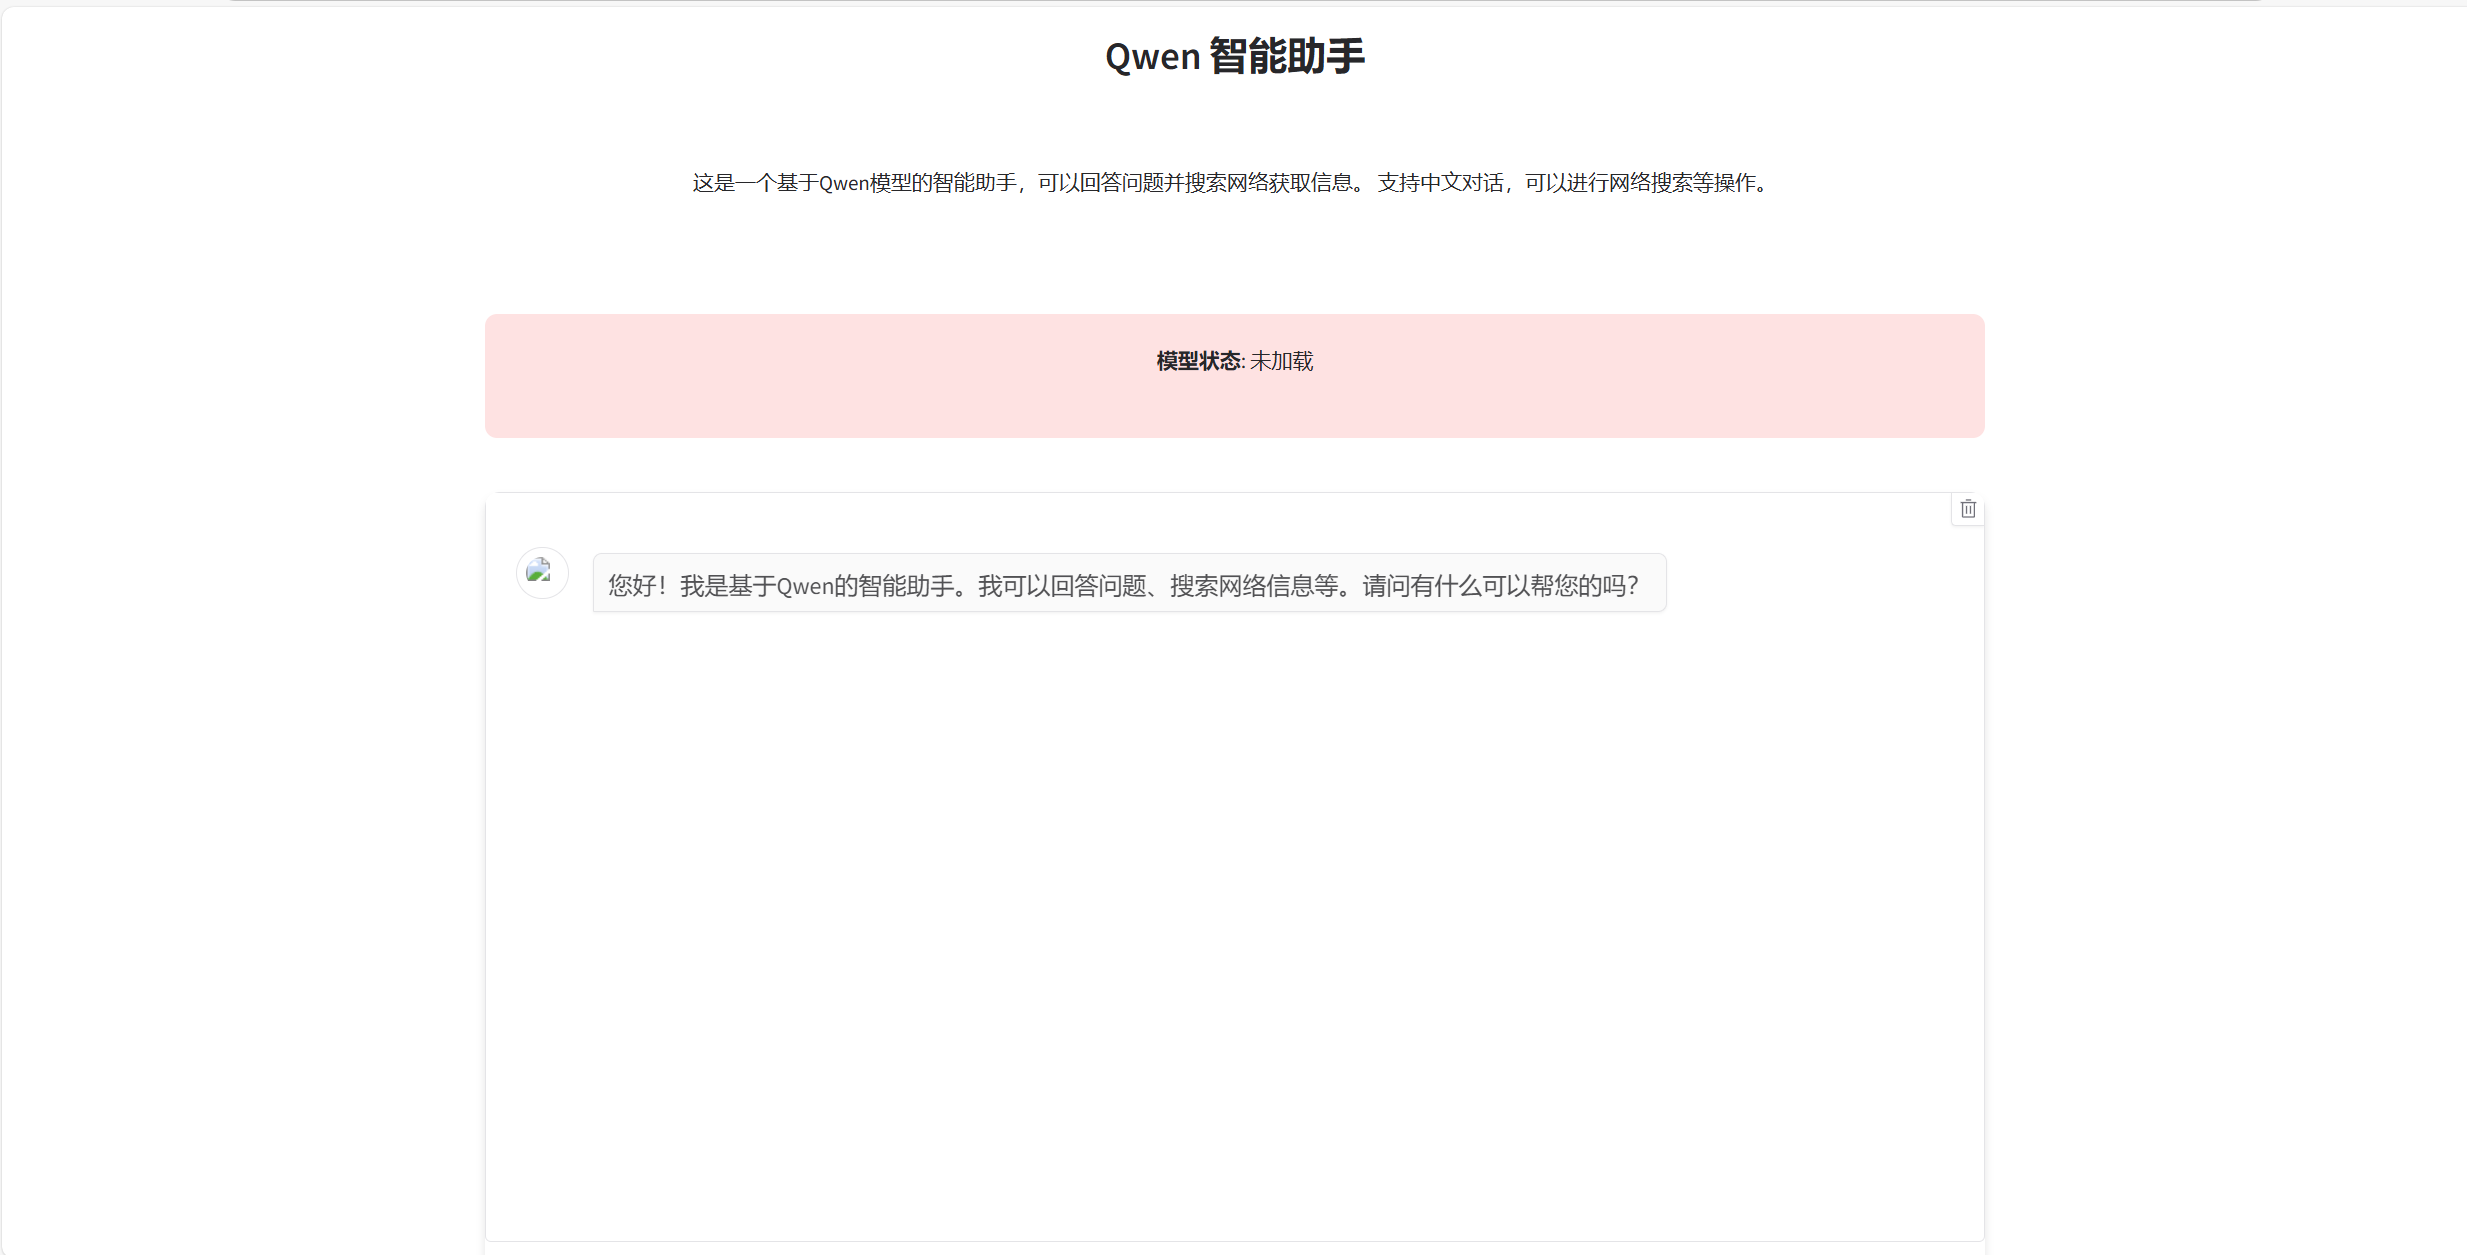 Qwen 智能助手
这是一个基于Qwen模型的智能助手，可以回答问题并搜索网络获取信息。 支持中文对话，可以进行网络搜索等操作。
模型状态: 未加载
您好！我是基于Qwen的智能助手。我可以回答问题、搜索网络信息等。请问有什么可以帮您的吗？